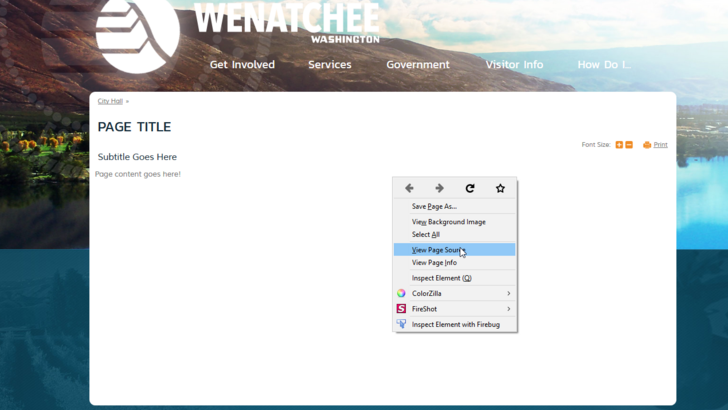 WENATCHEE
WASHINGTON
Get Involved Services Government Visitor Info How Do I...
City Hall »
PAGE TITLE
Font Size: + − Print
Subtitle Goes Here
Page content goes here!
Save Page As...
View Background Image
Select All
View Page Source
View Page Info
Inspect Element (Q)
ColorZilla
FireShot
Inspect Element with Firebug